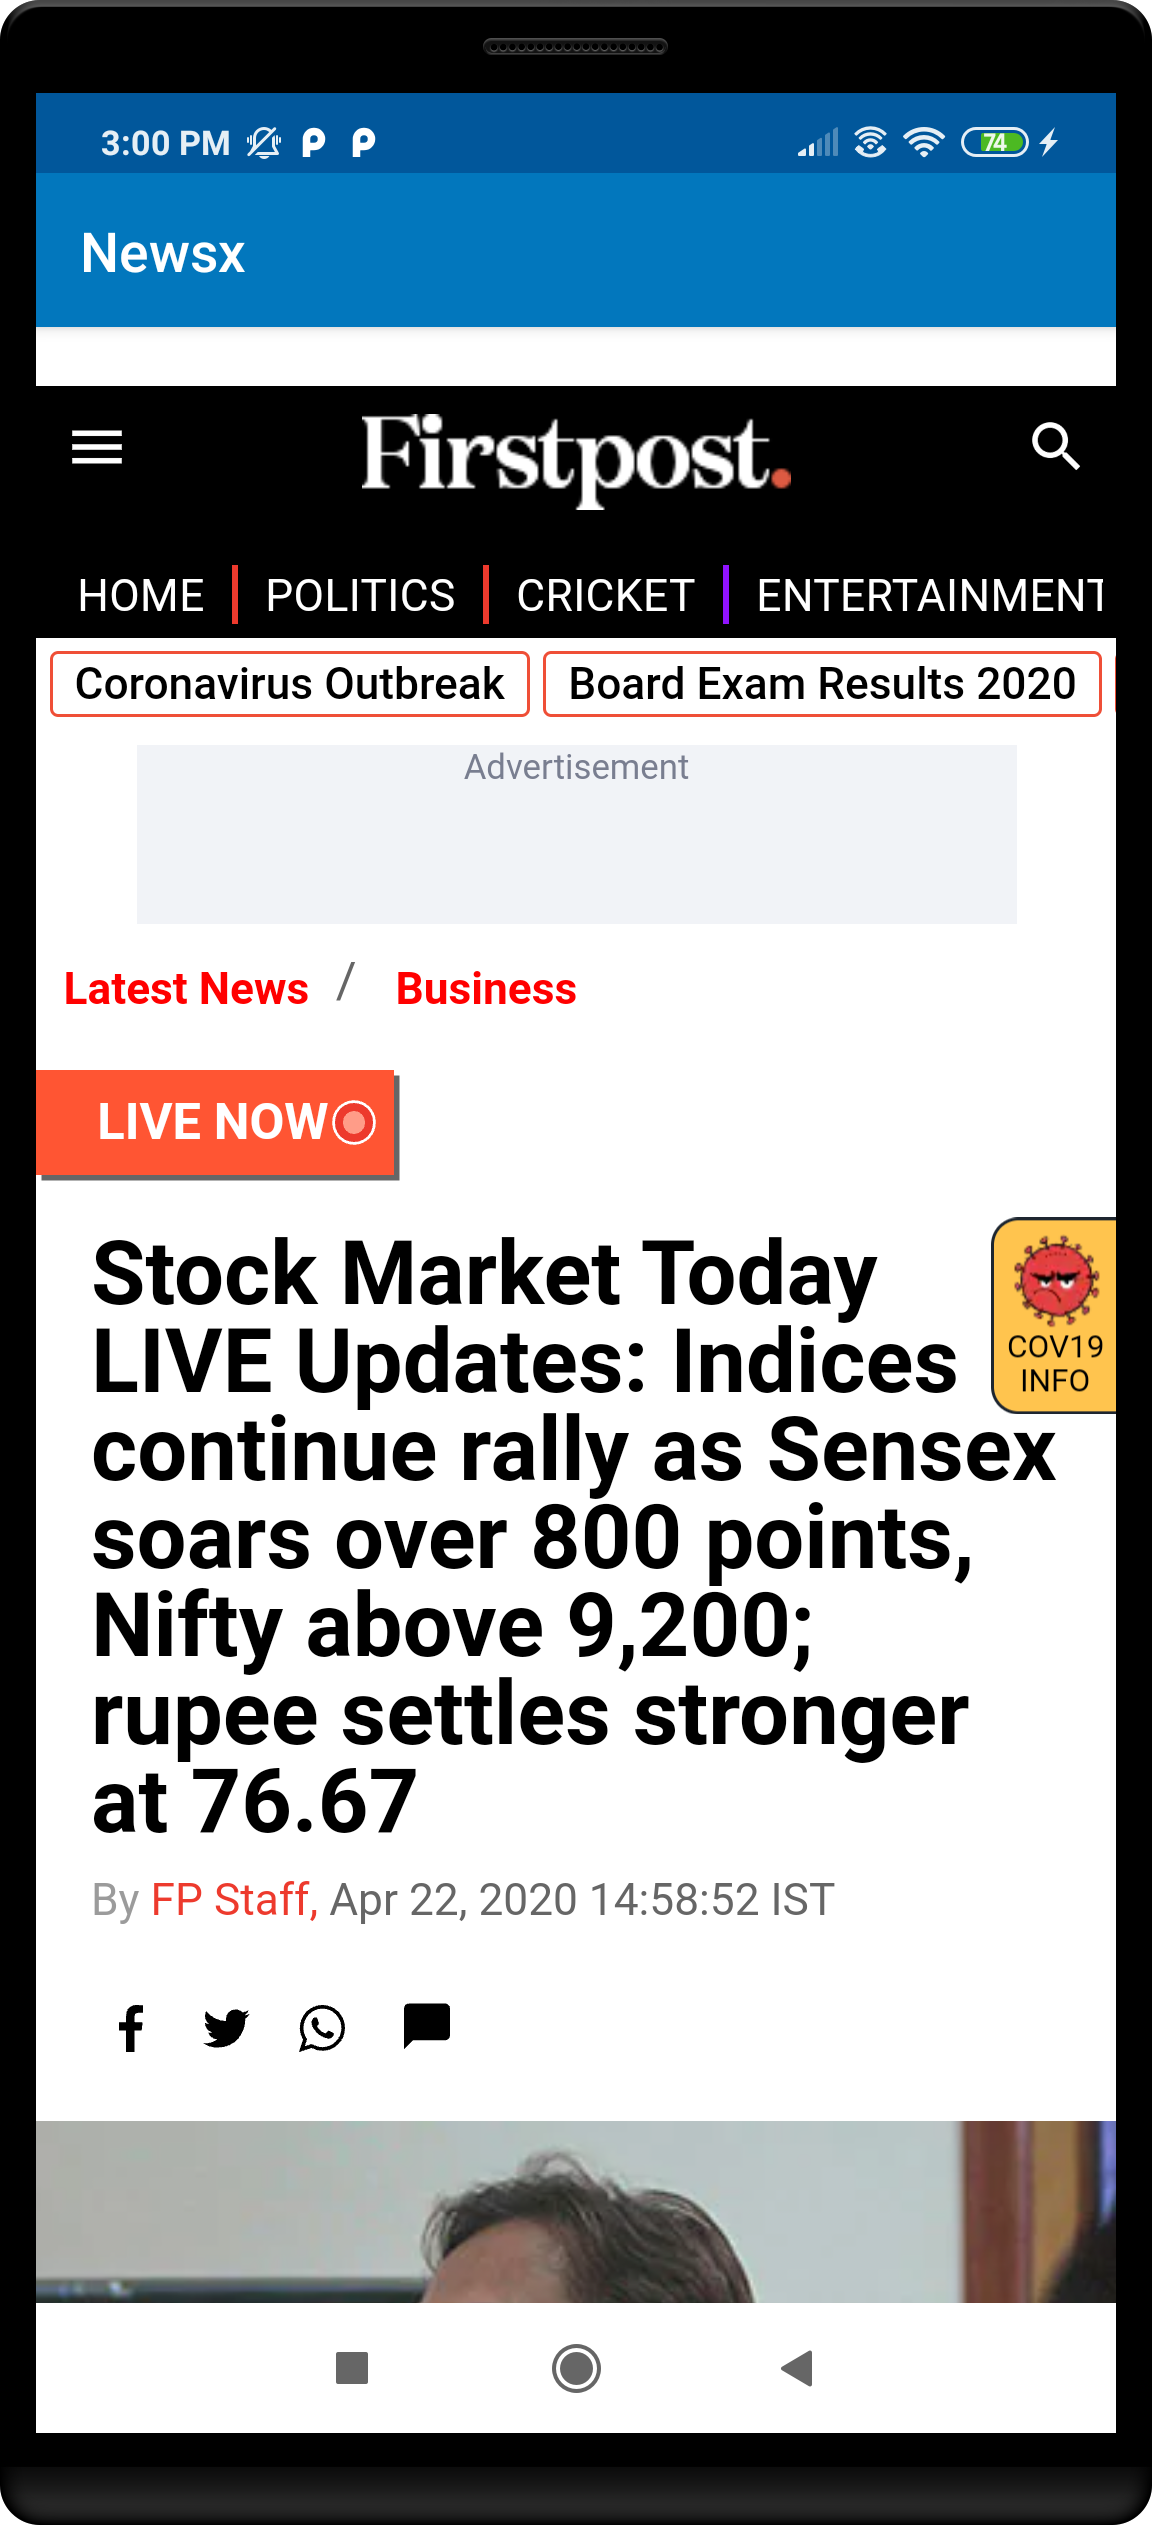 3:00 PM
74
Newsx
Firstpost.
HOME POLITICS CRICKET ENTERTAINMENT
Coronavirus Outbreak Board Exam Results 2020
Advertisement
Latest News / Business
LIVE NOW
Stock Market Today
LIVE Updates: Indices
continue rally as Sensex
soars over 800 points,
Nifty above 9,200;
rupee settles stronger
at 76.67
COV19
INFO
By FP Staff, Apr 22, 2020 14:58:52 IST